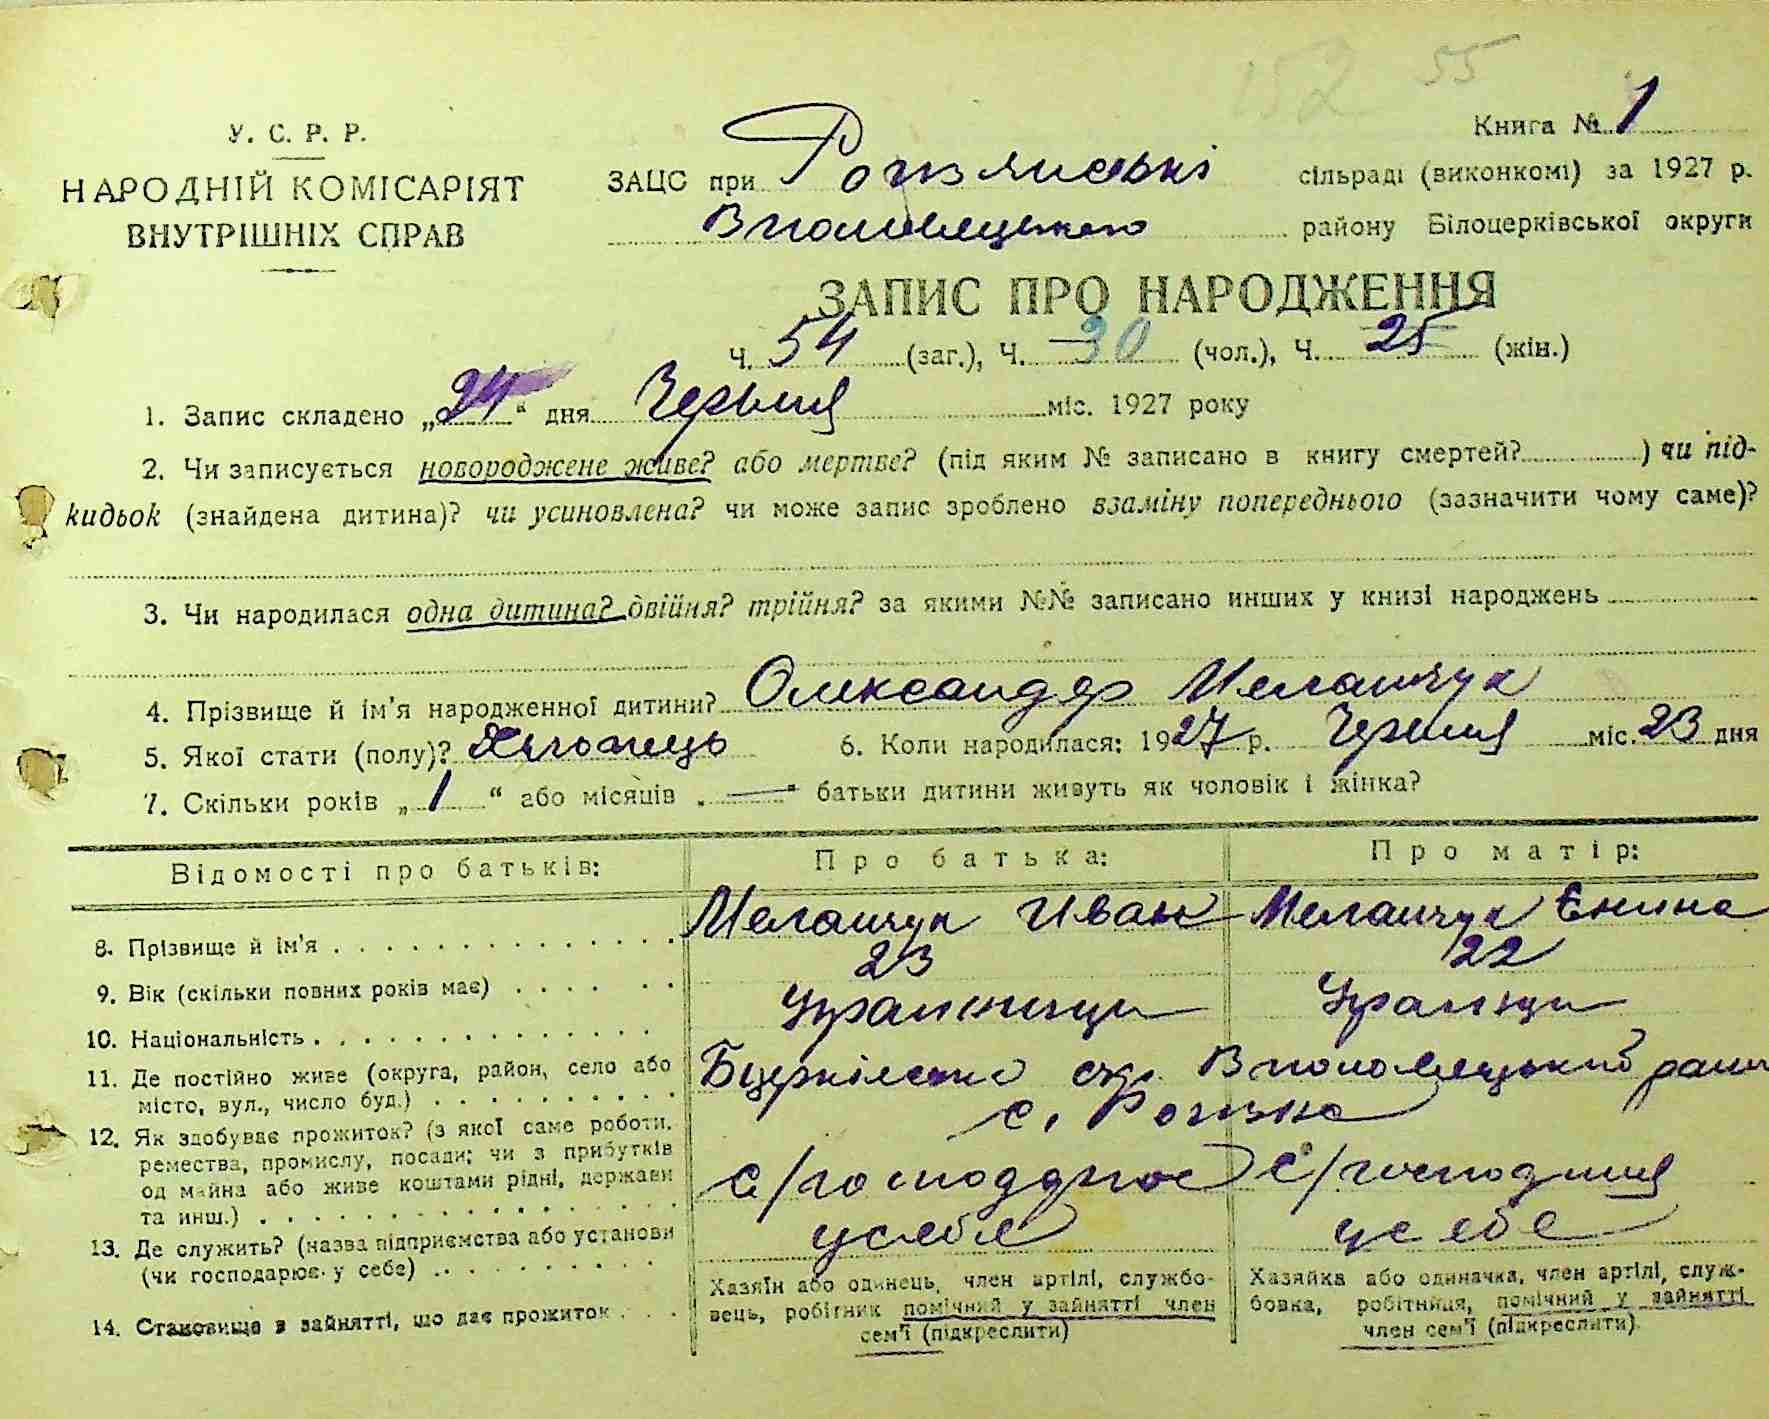 152 55
Книга № 1
У. С. Р. Р.
НАРОДНІЙ КОМІСАРІЯТ
ВНУТРІШНІХ СПРАВ
ЗАЦС при сільраді (виконкомі) за 1927 р.
району Білоцерківської округи
ЗАПИС ПРО НАРОДЖЕННЯ
Ч. 54 (заг.), Ч. 30 (чол.), Ч. 25 (жін.)
1. Запис складено „24“ дня Червня міс. 1927 року
2. Чи записується новороджене живе? або мертве? (під яким № записано в книгу смертей? ) чи під-
кидьок (знайдена дитина)? чи усиновлена? чи може запис зроблено взаміну попереднього (зазначити чому саме)?
3. Чи народилася одна дитина? двійня? трійня? за якими №№ записано инших у книзі народжень
4. Прізвище й ім'я народженної дитини? Олександр Меланчук
5. Якої стати (полу)? Хлопець 6. Коли народилася: 1927 р. Червня міс. 23 дня
7. Скільки років „ 1 “ або місяців „ — “ батьки дитини живуть як чоловік і жінка?
Відомості про батьків: Про батька: Про матір:
8. Прізвище й ім'я Меланчук Иван Меланчук
9. Вік (скільки повних років має) 23 22
10. Національність
11. Де постійно живе (округа, район, село або
місто, вул., число буд.)
с. Рогізна
12. Як здобуває прожиток? (з якої саме роботи,
ремества, промислу, посади; чи з прибутків
од майна або живе коштами рідні, держави
та инш.)
13. Де служить? (назва підприємства або установи у себе у себе
(чи господарює у себе)
14. Становище в зайнятті, що дає прожиток
Хазяїн або одинець, член артілі, службо-
вець, робітник помічний у зайнятті член
сем'ї (підкреслити)
Хазяйка або одиначка, член артілі, служ-
бовка, робітниця, помічний у зайнятті
член сем'ї (підкреслити)